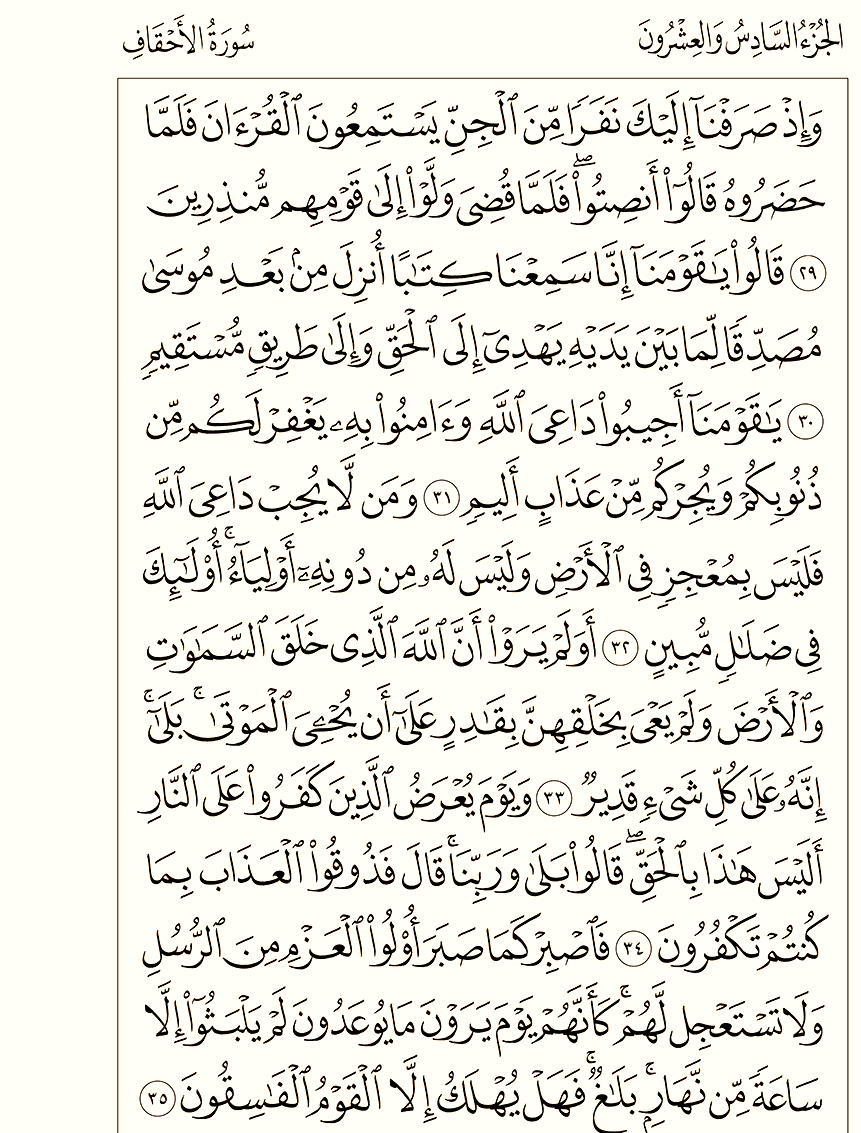 الجُزْءُ السَّادِسُ وَالعِشْرُونَ
سُورَةُ الأَحْقَافِ
وَإِذْ صَرَفْنَآ إِلَيْكَ نَفَرًا مِّنَ ٱلْجِنِّ يَسْتَمِعُونَ ٱلْقُرْءَانَ فَلَمَّا
حَضَرُوهُ قَالُوٓا۟ أَنصِتُوا۟ ۖ فَلَمَّا قُضِىَ وَلَّوْا۟ إِلَىٰ قَوْمِهِم مُّنذِرِينَ
٢٩ قَالُوا۟ يَـٰقَوْمَنَآ إِنَّا سَمِعْنَا كِتَـٰبًا أُنزِلَ مِنۢ بَعْدِ مُوسَىٰ
مُصَدِّقًا لِّمَا بَيْنَ يَدَيْهِ يَهْدِىٓ إِلَى ٱلْحَقِّ وَإِلَىٰ طَرِيقٍ مُّسْتَقِيمٍ
٣٠ يَـٰقَوْمَنَآ أَجِيبُوا۟ دَاعِىَ ٱللَّهِ وَءَامِنُوا۟ بِهِۦ يَغْفِرْ لَكُم مِّن
ذُنُوبِكُمْ وَيُجِرْكُم مِّنْ عَذَابٍ أَلِيمٍ ٣١ وَمَن لَّا يُجِبْ دَاعِىَ ٱللَّهِ
فَلَيْسَ بِمُعْجِزٍ فِى ٱلْأَرْضِ وَلَيْسَ لَهُۥ مِن دُونِهِۦٓ أَوْلِيَآءُ ۚ أُو۟لَـٰٓئِكَ
فِى ضَلَـٰلٍ مُّبِينٍ ٣٢ أَوَلَمْ يَرَوْا۟ أَنَّ ٱللَّهَ ٱلَّذِى خَلَقَ ٱلسَّمَـٰوَٰتِ
وَٱلْأَرْضَ وَلَمْ يَعْىَ بِخَلْقِهِنَّ بِقَـٰدِرٍ عَلَىٰٓ أَن يُحْـِۧىَ ٱلْمَوْتَىٰ ۚ بَلَىٰٓ ۚ
إِنَّهُۥ عَلَىٰ كُلِّ شَىْءٍ قَدِيرٌ ٣٣ وَيَوْمَ يُعْرَضُ ٱلَّذِينَ كَفَرُوا۟ عَلَى ٱلنَّارِ
أَلَيْسَ هَـٰذَا بِٱلْحَقِّ ۖ قَالُوا۟ بَلَىٰ وَرَبِّنَا ۚ قَالَ فَذُوقُوا۟ ٱلْعَذَابَ بِمَا
كُنتُمْ تَكْفُرُونَ ٣٤ فَٱصْبِرْ كَمَا صَبَرَ أُو۟لُوا۟ ٱلْعَزْمِ مِنَ ٱلرُّسُلِ
وَلَا تَسْتَعْجِل لَّهُمْ ۚ كَأَنَّهُمْ يَوْمَ يَرَوْنَ مَا يُوعَدُونَ لَمْ يَلْبَثُوٓا۟ إِلَّا
سَاعَةً مِّن نَّهَارٍۭ ۚ بَلَـٰغٌ ۚ فَهَلْ يُهْلَكُ إِلَّا ٱلْقَوْمُ ٱلْفَـٰسِقُونَ ٣٥